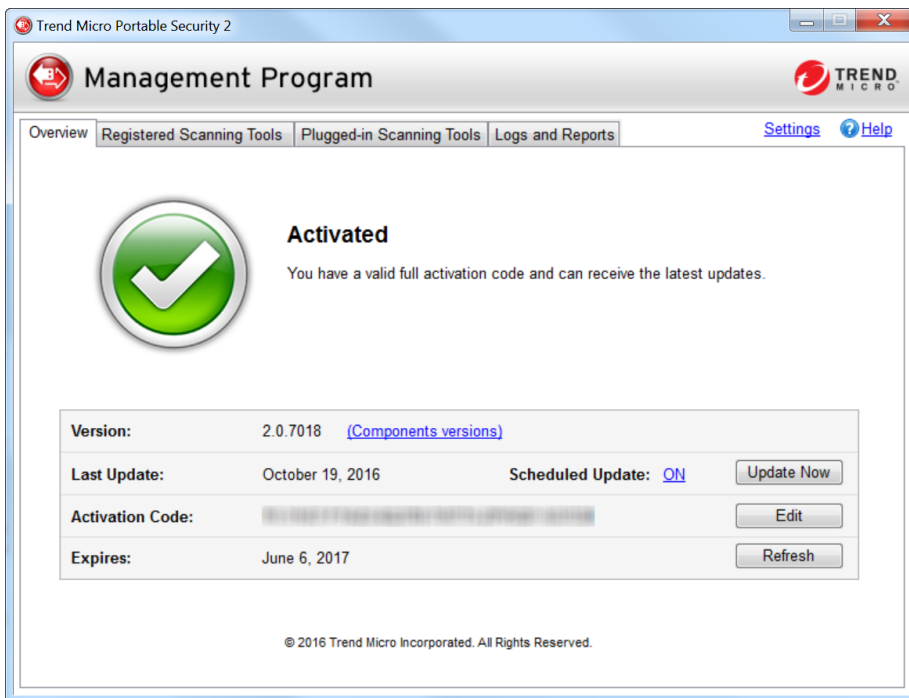 Trend Micro Portable Security 2
Management Program
TREND
MICRO
Overview Registered Scanning Tools Plugged-in Scanning Tools Logs and Reports Settings Help
Activated
You have a valid full activation code and can receive the latest updates.
Version: 2.0.7018 (Components versions)
Last Update: October 19, 2016 Scheduled Update: ON Update Now
Activation Code: Edit
Expires: June 6, 2017 Refresh
© 2016 Trend Micro Incorporated. All Rights Reserved.